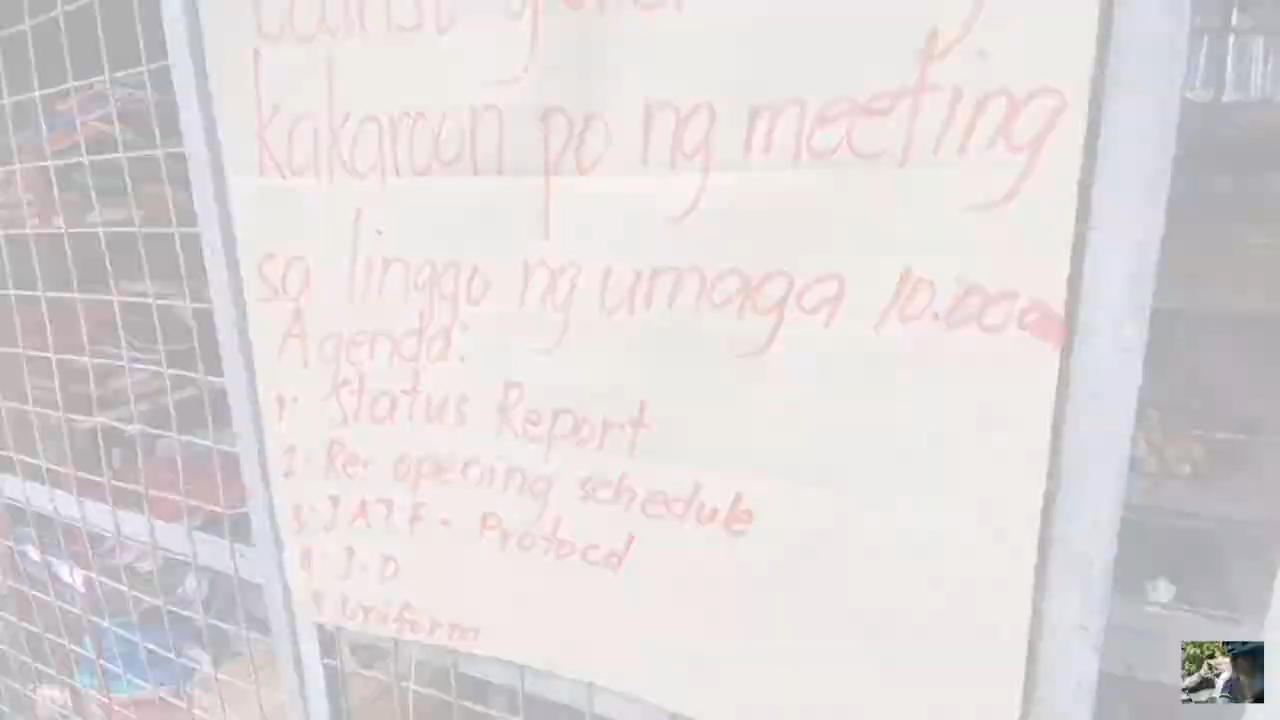 kakaroon po ng meeting
sa linggo ng umaga 10:00a
Agenda:
1. Status Report
2. Re-opening schedule
3. IATF - Protocol
4. I.D
5. Uniform